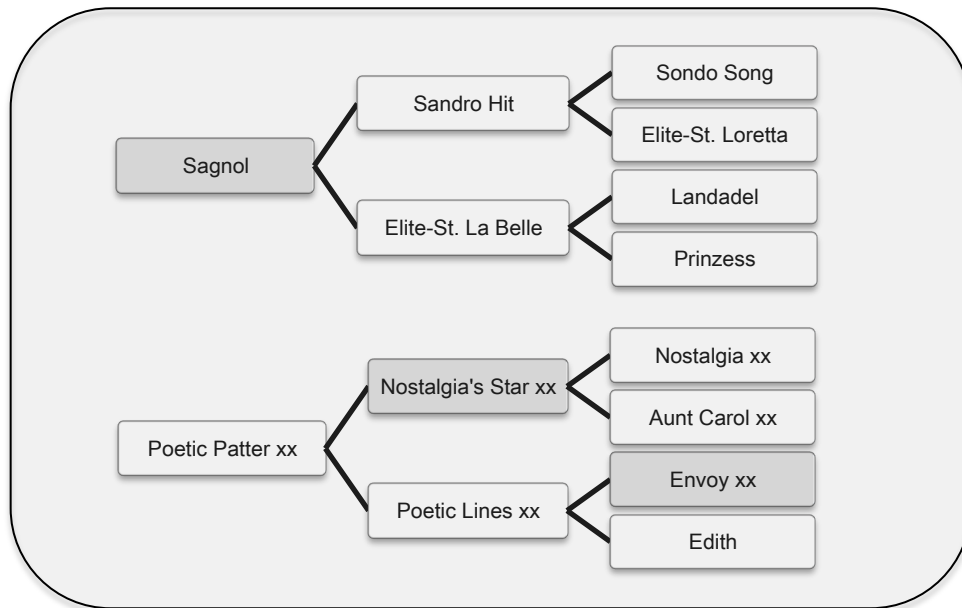 Sagnol
Sandro Hit
Sondo Song
Elite-St. Loretta
Elite-St. La Belle
Landadel
Prinzess
Poetic Patter xx
Nostalgia's Star xx
Nostalgia xx
Aunt Carol xx
Poetic Lines xx
Envoy xx
Edith